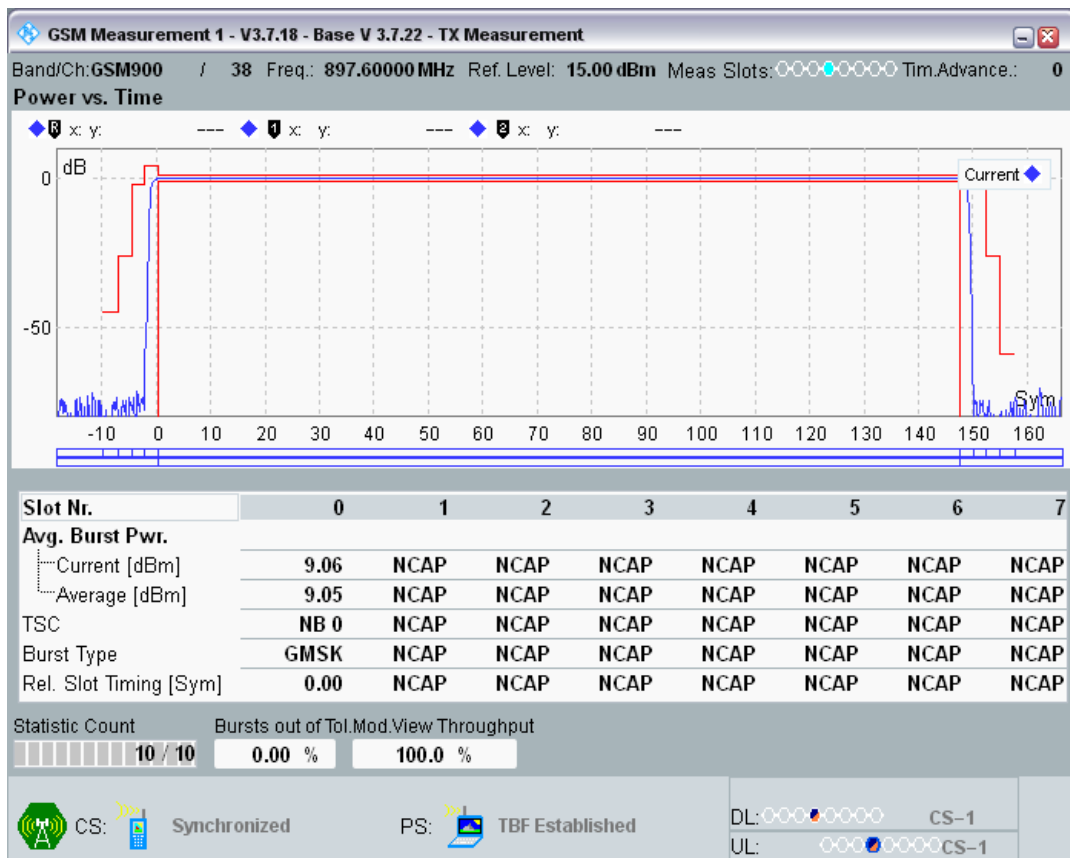 GSM Measurement 1 - V3.7.18 - Base V 3.7.22 - TX Measurement
Band/Ch:GSM900 / 38 Freq.: 897.60000 MHz Ref. Level: 15.00 dBm Meas Slots: Tim.Advance.: 0
Power vs. Time
R x: y: --- 1 x: y: --- 2 x: y: ---
dB
Current
0
-50
Sym
-10 0 10 20 30 40 50 60 70 80 90 100 110 120 130 140 150 160
Slot Nr. 0 1 2 3 4 5 6 7
Avg. Burst Pwr.
Current [dBm] 9.06 NCAP NCAP NCAP NCAP NCAP NCAP NCAP
Average [dBm] 9.05 NCAP NCAP NCAP NCAP NCAP NCAP NCAP
TSC NB 0 NCAP NCAP NCAP NCAP NCAP NCAP NCAP
Burst Type GMSK NCAP NCAP NCAP NCAP NCAP NCAP NCAP
Rel. Slot Timing [Sym] 0.00 NCAP NCAP NCAP NCAP NCAP NCAP NCAP
Statistic Count Bursts out of Tol.Mod.View Throughput
10 / 10 0.00 % 100.0 %
CS: Synchronized PS: TBF Established
DL: CS-1
UL: CS-1